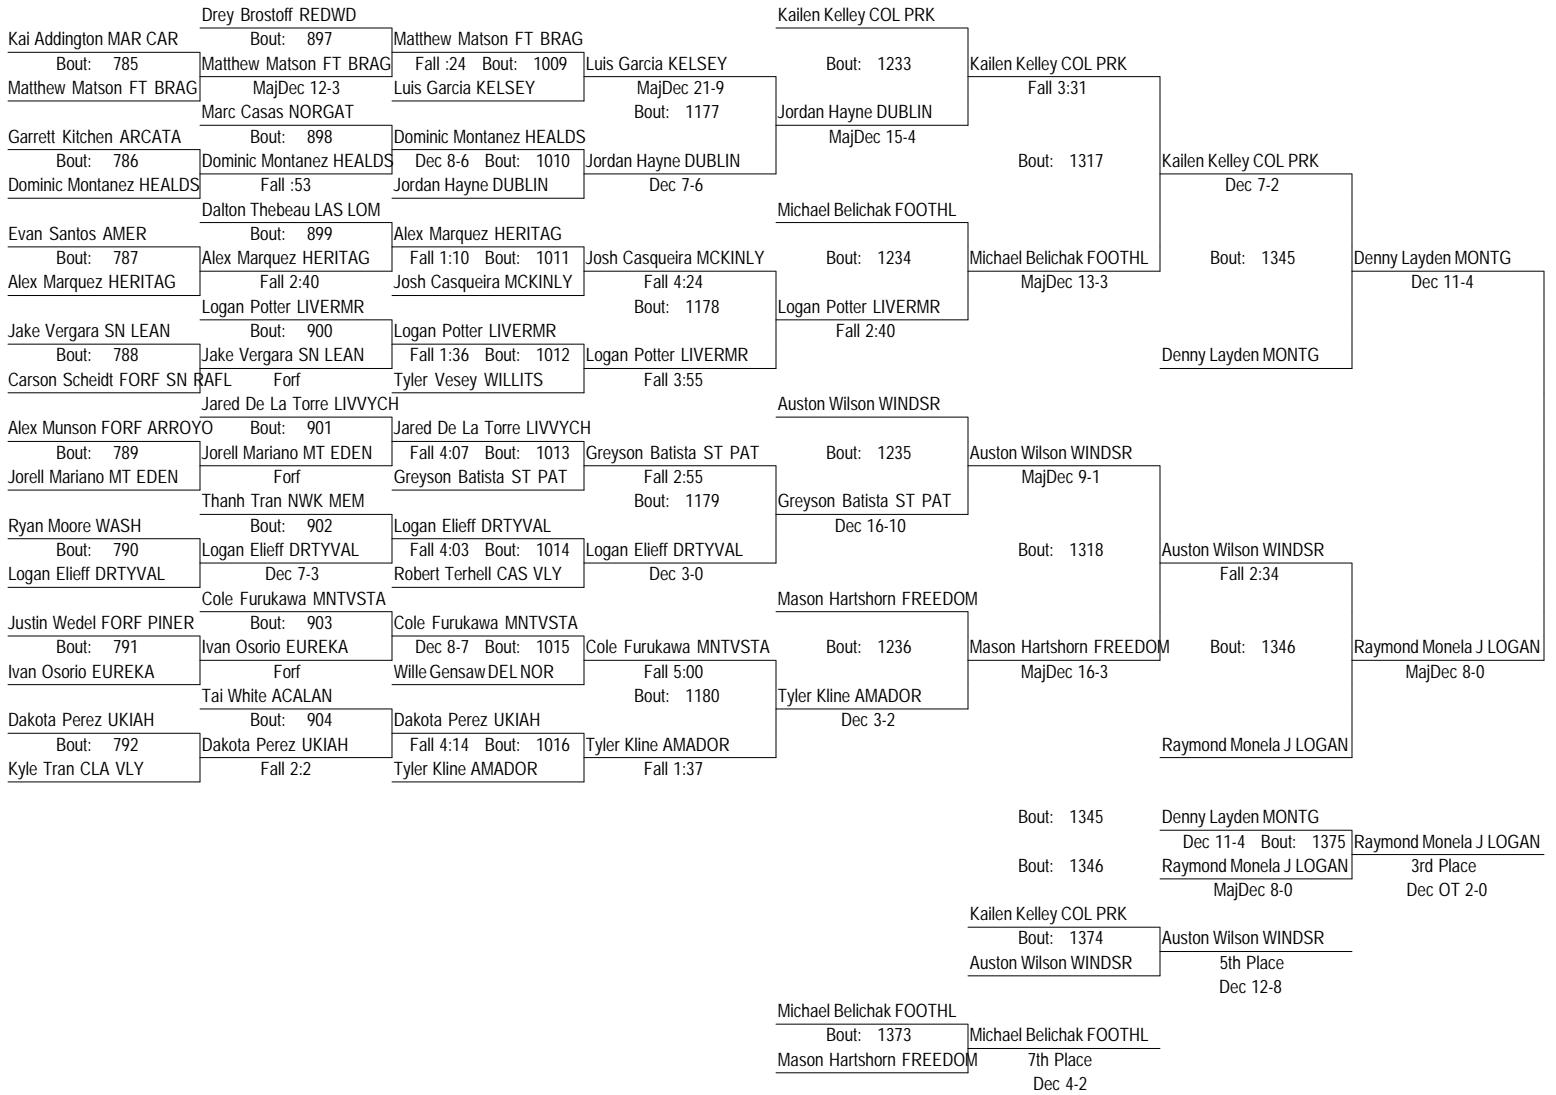 Drey Brostoff REDWD Kailen Kelley COL PRK
Kai Addington MAR CAR Bout: 897 Matthew Matson FT BRAG
Bout: 785 Matthew Matson FT BRAG Fall :24 Bout: 1009 Luis Garcia KELSEY Bout: 1233 Kailen Kelley COL PRK
Matthew Matson FT BRAG MajDec 12-3 Luis Garcia KELSEY MajDec 21-9 Fall 3:31
Marc Casas NORGAT Bout: 1177 Jordan Hayne DUBLIN
Garrett Kitchen ARCATA Bout: 898 Dominic Montanez HEALDS MajDec 15-4
Bout: 786 Dominic Montanez HEALDS Dec 8-6 Bout: 1010 Jordan Hayne DUBLIN Bout: 1317 Kailen Kelley COL PRK
Dominic Montanez HEALDS Fall :53 Jordan Hayne DUBLIN Dec 7-6 Dec 7-2
Dalton Thebeau LAS LOM Michael Belichak FOOTHL
Evan Santos AMER Bout: 899 Alex Marquez HERITAG
Bout: 787 Alex Marquez HERITAG Fall 1:10 Bout: 1011 Josh Casqueira MCKINLY Bout: 1234 Michael Belichak FOOTHL Bout: 1345 Denny Layden MONTG
Alex Marquez HERITAG Fall 2:40 Josh Casqueira MCKINLY Fall 4:24 MajDec 13-3 Dec 11-4
Logan Potter LIVERMR Bout: 1178 Logan Potter LIVERMR
Jake Vergara SN LEAN Bout: 900 Logan Potter LIVERMR Fall 2:40
Bout: 788 Jake Vergara SN LEAN Fall 1:36 Bout: 1012 Logan Potter LIVERMR Denny Layden MONTG
Carson Scheidt FORF SN RAFL Forf Tyler Vesey WILLITS Fall 3:55
Jared De La Torre LIVVYCH Auston Wilson WINDSR
Alex Munson FORF ARROYO Bout: 901 Jared De La Torre LIVVYCH
Bout: 789 Jorell Mariano MT EDEN Fall 4:07 Bout: 1013 Greyson Batista ST PAT Bout: 1235 Auston Wilson WINDSR
Jorell Mariano MT EDEN Forf Greyson Batista ST PAT Fall 2:55 MajDec 9-1
Thanh Tran NWK MEM Bout: 1179 Greyson Batista ST PAT
Ryan Moore WASH Bout: 902 Logan Elieff DRTYVAL Dec 16-10
Bout: 790 Logan Elieff DRTYVAL Fall 4:03 Bout: 1014 Logan Elieff DRTYVAL Bout: 1318 Auston Wilson WINDSR
Logan Elieff DRTYVAL Dec 7-3 Robert Terhell CAS VLY Dec 3-0 Fall 2:34
Cole Furukawa MNTVSTA Mason Hartshorn FREEDOM
Justin Wedel FORF PINER Bout: 903 Cole Furukawa MNTVSTA
Bout: 791 Ivan Osorio EUREKA Dec 8-7 Bout: 1015 Cole Furukawa MNTVSTA Bout: 1236 Mason Hartshorn FREEDOM Bout: 1346 Raymond Monela J LOGAN
Ivan Osorio EUREKA Forf Wille Gensaw DEL NOR Fall 5:00 MajDec 16-3 MajDec 8-0
Tai White ACALAN Bout: 1180 Tyler Kline AMADOR
Dakota Perez UKIAH Bout: 904 Dakota Perez UKIAH Dec 3-2
Bout: 792 Dakota Perez UKIAH Fall 4:14 Bout: 1016 Tyler Kline AMADOR Raymond Monela J LOGAN
Kyle Tran CLA VLY Fall 2:2 Tyler Kline AMADOR Fall 1:37
Bout: 1345 Denny Layden MONTG
Dec 11-4 Bout: 1375 Raymond Monela J LOGAN
Bout: 1346 Raymond Monela J LOGAN 3rd Place
MajDec 8-0 Dec OT 2-0
Kailen Kelley COL PRK
Bout: 1374 Auston Wilson WINDSR
Auston Wilson WINDSR 5th Place
Dec 12-8
Michael Belichak FOOTHL
Bout: 1373 Michael Belichak FOOTHL
Mason Hartshorn FREEDOM 7th Place
Dec 4-2